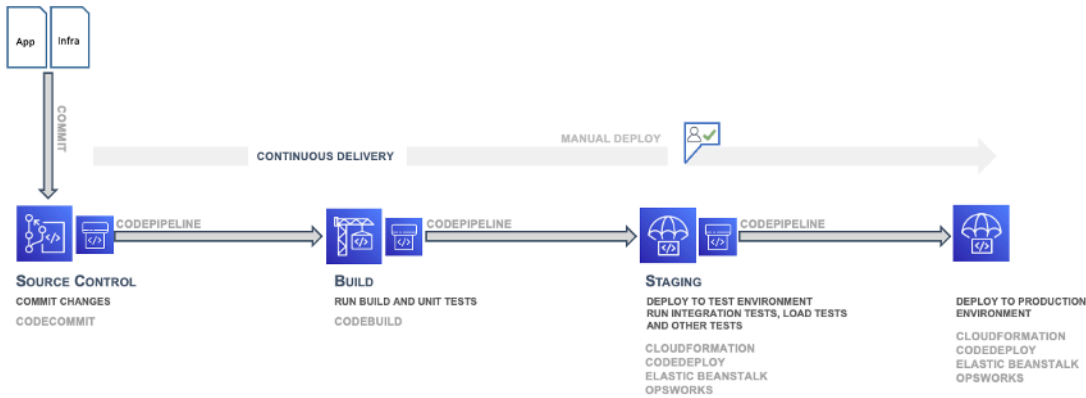 App
Infra
COMMIT
MANUAL DEPLOY
CONTINUOUS DELIVERY
CODEPIPELINE
CODEPIPELINE
CODEPIPELINE
SOURCE CONTROL
COMMIT CHANGES
CODECOMMIT
BUILD
RUN BUILD AND UNIT TESTS
CODEBUILD
STAGING
DEPLOY TO TEST ENVIRONMENT
RUN INTEGRATION TESTS, LOAD TESTS
AND OTHER TESTS
CLOUDFORMATION
CODEDEPLOY
ELASTIC BEANSTALK
OPSWORKS
DEPLOY TO PRODUCTION
ENVIRONMENT
CLOUDFORMATION
CODEDEPLOY
ELASTIC BEANSTALK
OPSWORKS